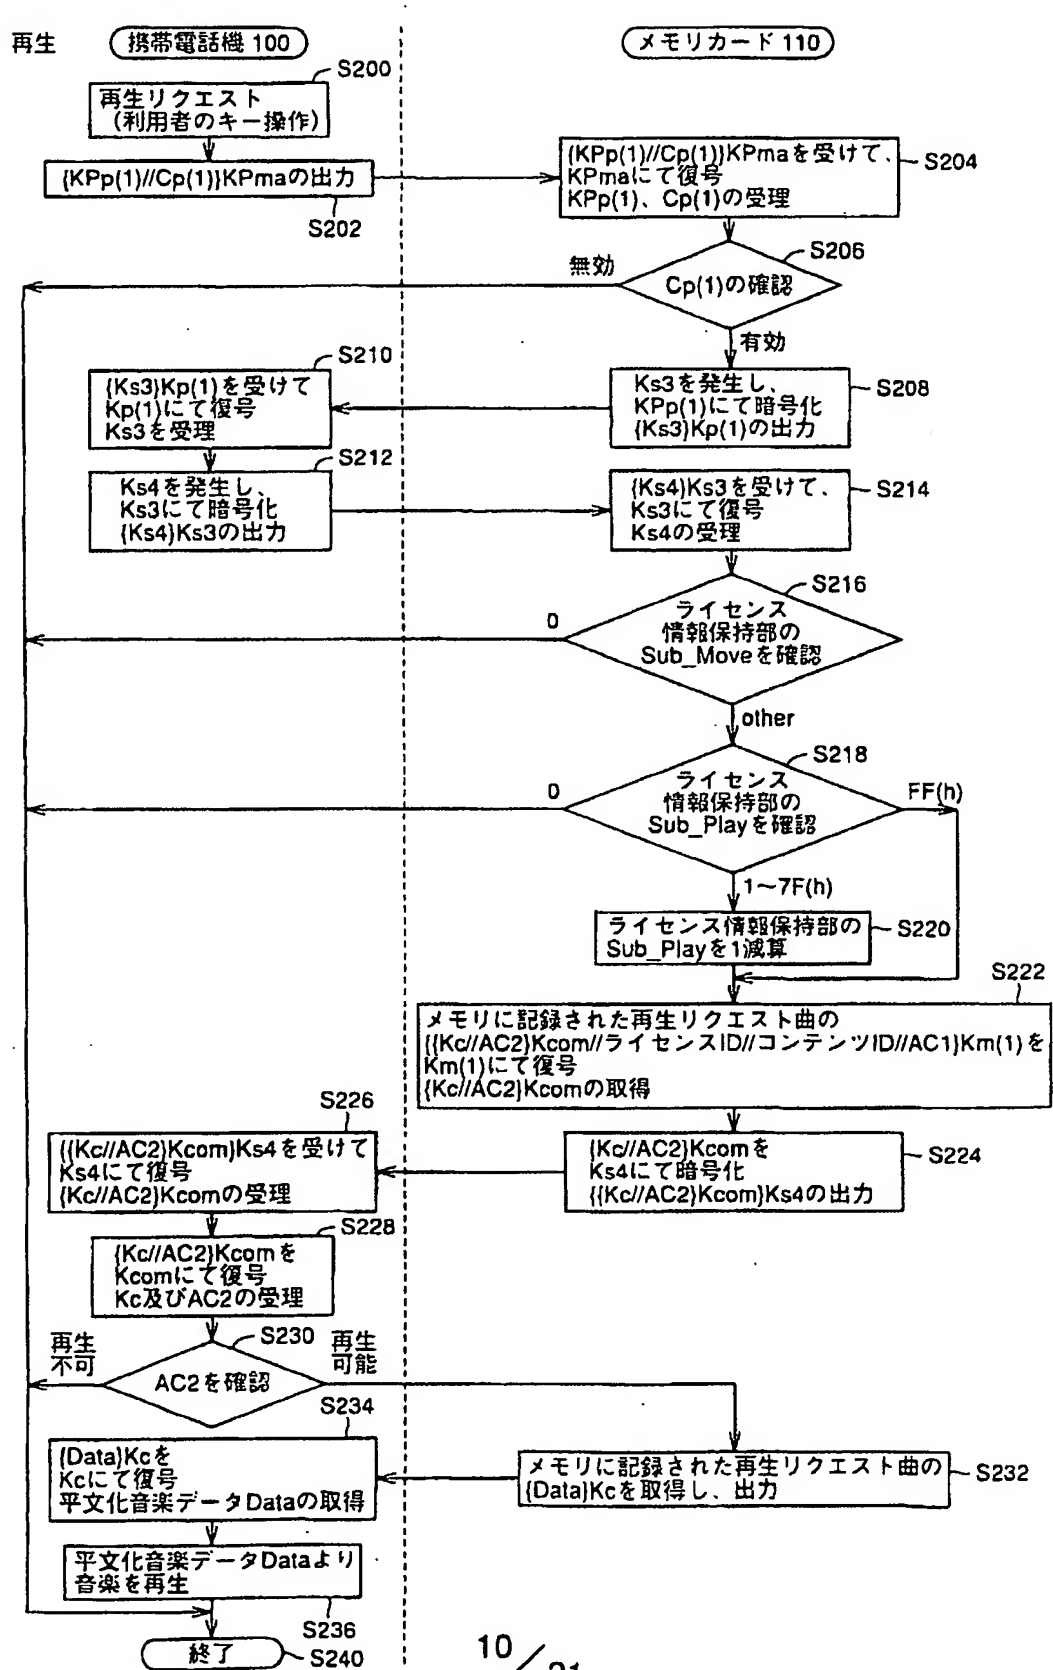 再生
携帯電話機 100
メモリカード 110
S200
再生リクエスト
(利用者のキー操作)
{KPp(1)//Cp(1)}KPmaの出力
S202
{KPp(1)//Cp(1)}KPmaを受けて、
KPmaにて復号
KPp(1)、Cp(1)の受理
S204
S206
Cp(1)の確認
無効
有効
S210
{Ks3}Kp(1)を受けて
Kp(1)にて復号
Ks3を受理
Ks3を発生し、
KPp(1)にて暗号化
{Ks3}Kp(1)の出力
S208
S212
Ks4を発生し、
Ks3にて暗号化
{Ks4}Ks3の出力
{Ks4}Ks3を受けて、
Ks3にて復号
Ks4の受理
S214
S216
ライセンス
情報保持部の
Sub_Moveを確認
0
other
S218
ライセンス
情報保持部の
Sub_Playを確認
0
FF(h)
1~7F(h)
ライセンス情報保持部の
Sub_Playを1減算
S220
S222
メモリに記録された再生リクエスト曲の
{{Kc//AC2}Kcom//ライセンスID//コンテンツID//AC1}Km(1)を
Km(1)にて復号
{Kc//AC2}Kcomの取得
S226
{{Kc//AC2}Kcom}Ks4を受けて
Ks4にて復号
{Kc//AC2}Kcomの受理
{Kc//AC2}Kcomを
Ks4にて暗号化
{{Kc//AC2}Kcom}Ks4の出力
S224
S228
{Kc//AC2}Kcomを
Kcomにて復号
Kc及びAC2の受理
S230
再生
不可
AC2を確認
再生
可能
S234
{Data}Kcを
Kcにて復号
平文化音楽データDataの取得
メモリに記録された再生リクエスト曲の
{Data}Kcを取得し、出力
S232
平文化音楽データDataより
音楽を再生
S236
終了
S240
10/